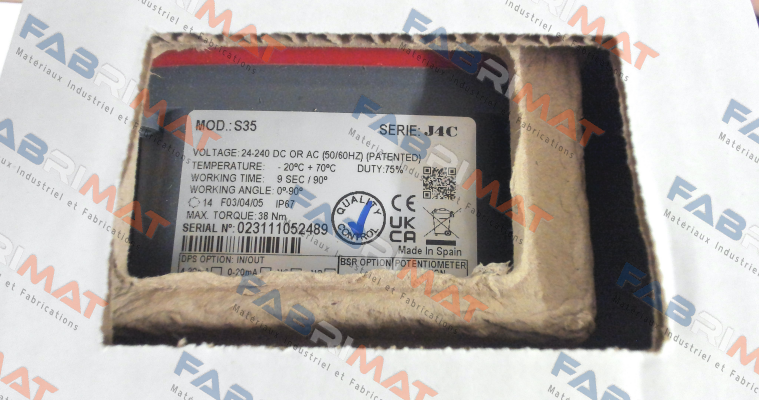 MOD.: S35 SERIE: J4C
VOLTAGE: 24-240 DC OR AC (50/60HZ) (PATENTED)
TEMPERATURE: - 20ºC + 70ºC DUTY:75%
WORKING TIME: 9 SEC / 90º
WORKING ANGLE: 0º-90º
14 F03/04/05 IP67
MAX. TORQUE: 38 Nm
SERIAL Nº: 023111052489
QUALITY CONTROL
CE
UK CA
Made In Spain
DPS OPTION: IN/OUT BSR OPTION POTENTIOMETER
0-20mA
FABRIMAT
Matériaux Industriel et Fabrications